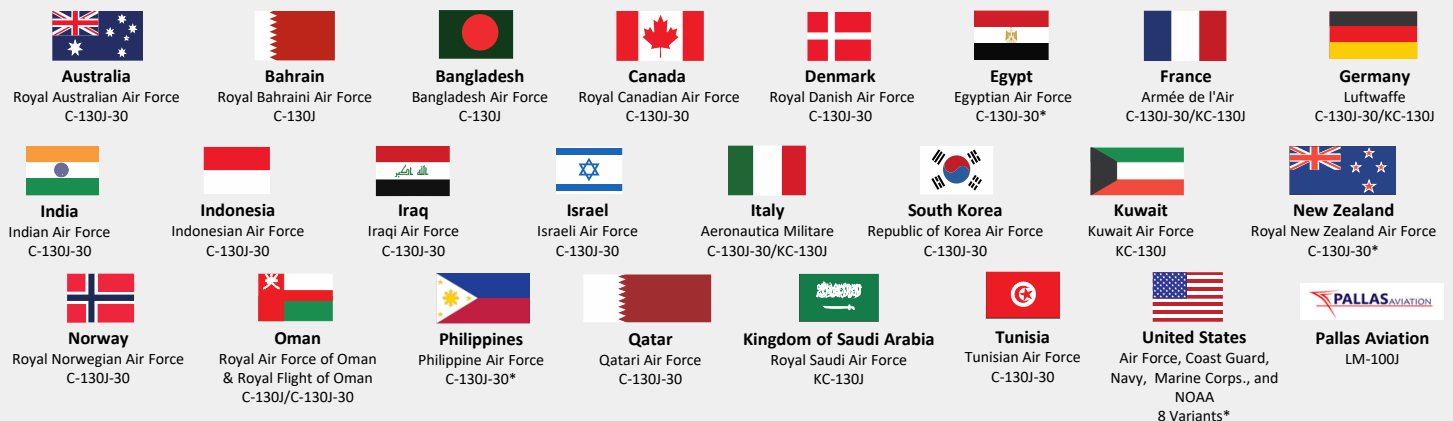 Australia
Royal Australian Air Force
C-130J-30
Bahrain
Royal Bahraini Air Force
C-130J
Bangladesh
Bangladesh Air Force
C-130J
Canada
Royal Canadian Air Force
C-130J-30
Denmark
Royal Danish Air Force
C-130J-30
Egypt
Egyptian Air Force
C-130J-30*
France
Armée de l'Air
C-130J-30/KC-130J
Germany
Luftwaffe
C-130J-30/KC-130J
India
Indian Air Force
C-130J-30
Indonesia
Indonesian Air Force
C-130J-30
Iraq
Iraqi Air Force
C-130J-30
Israel
Israeli Air Force
C-130J-30
Italy
Aeronautica Militare
C-130J-30/KC-130J
South Korea
Republic of Korea Air Force
C-130J-30
Kuwait
Kuwait Air Force
KC-130J
New Zealand
Royal New Zealand Air Force
C-130J-30*
Norway
Royal Norwegian Air Force
C-130J-30
Oman
Royal Air Force of Oman
& Royal Flight of Oman
C-130J/C-130J-30
Philippines
Philippine Air Force
C-130J-30*
Qatar
Qatari Air Force
C-130J-30
Kingdom of Saudi Arabia
Royal Saudi Air Force
KC-130J
Tunisia
Tunisian Air Force
C-130J-30
United States
Air Force, Coast Guard,
Navy,  Marine Corps., and
NOAA
8 Variants*
PALLAS AVIATION
Pallas Aviation
LM-100J